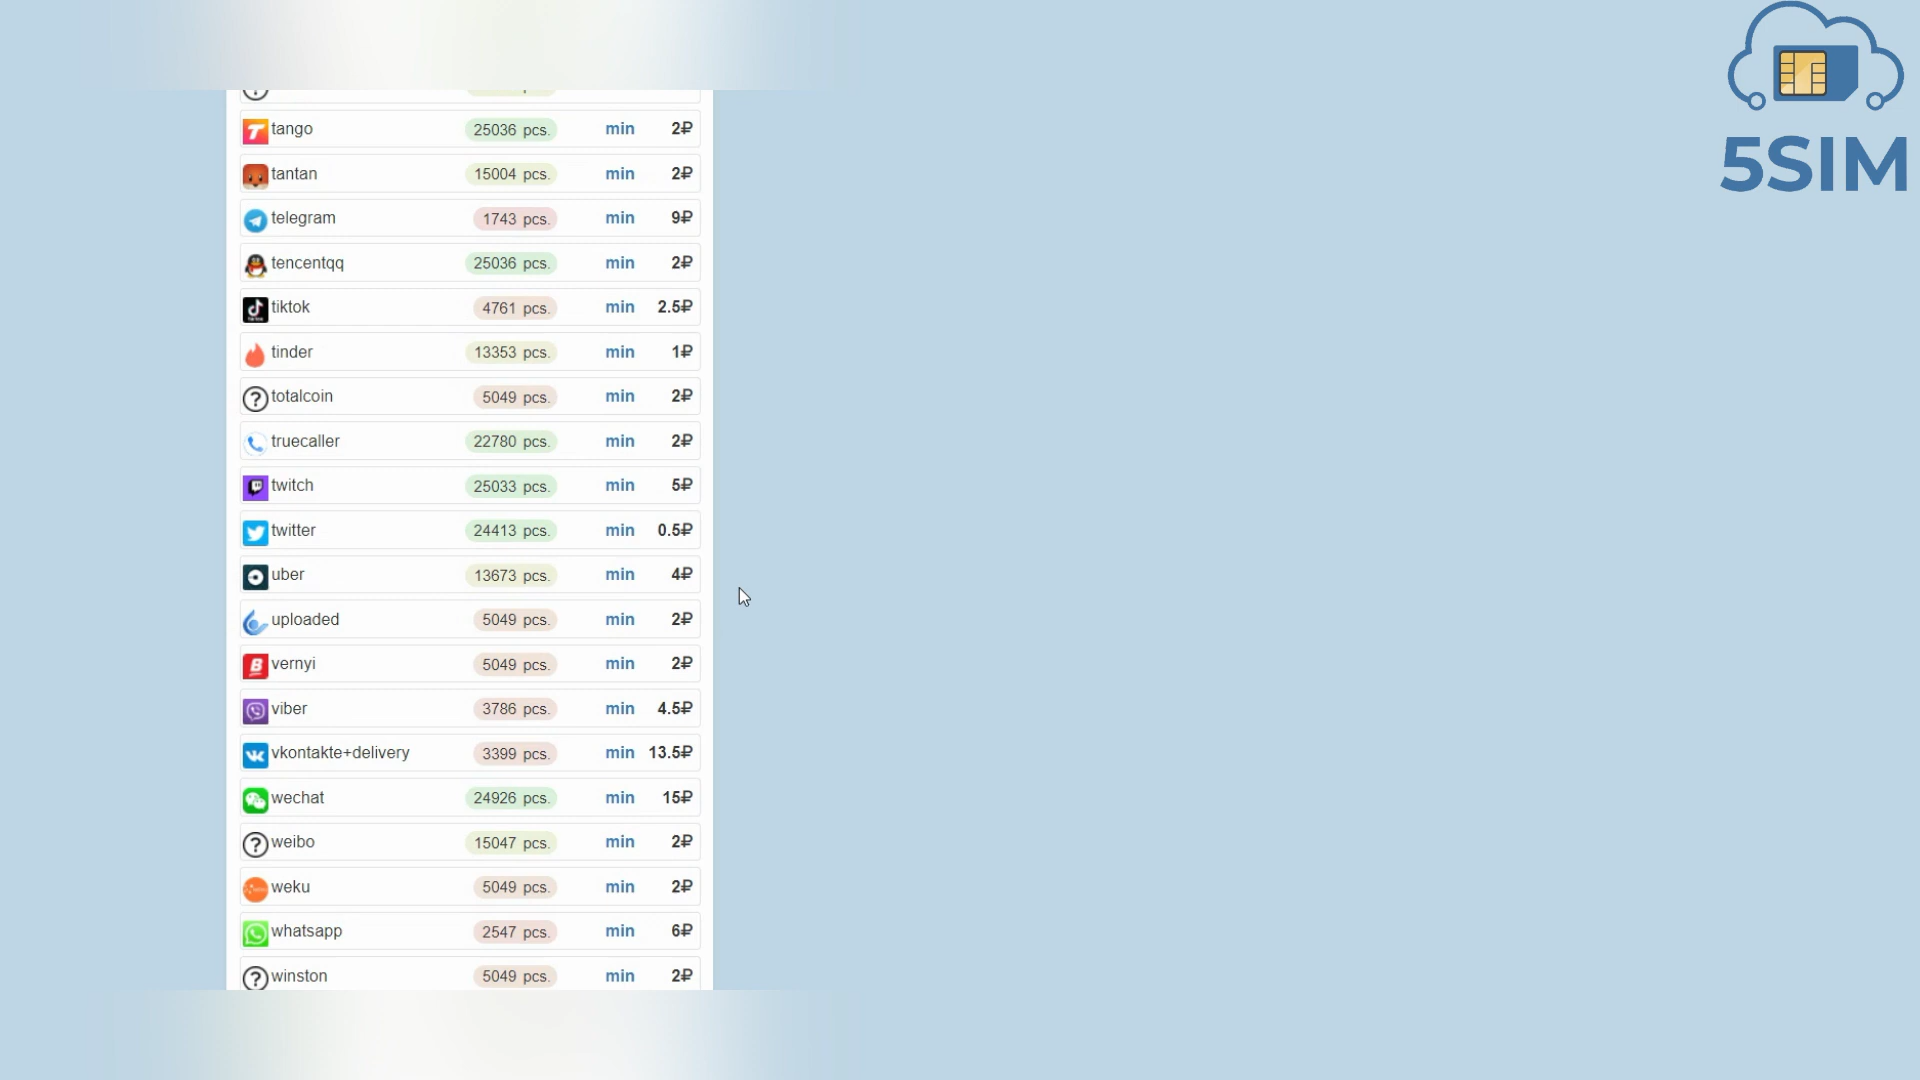 5SIM
tango 25036 pcs. min 2₽
tantan 15004 pcs. min 2₽
telegram 1743 pcs. min 9₽
tencentqq 25036 pcs. min 2₽
tiktok 4761 pcs. min 2.5₽
tinder 13353 pcs. min 1₽
totalcoin 5049 pcs. min 2₽
truecaller 22780 pcs. min 2₽
twitch 25033 pcs. min 5₽
twitter 24413 pcs. min 0.5₽
uber 13673 pcs. min 4₽
uploaded 5049 pcs. min 2₽
vernyi 5049 pcs. min 2₽
viber 3786 pcs. min 4.5₽
vkontakte+delivery 3399 pcs. min 13.5₽
wechat 24926 pcs. min 15₽
weibo 15047 pcs. min 2₽
weku 5049 pcs. min 2₽
whatsapp 2547 pcs. min 6₽
winston 5049 pcs. min 2₽